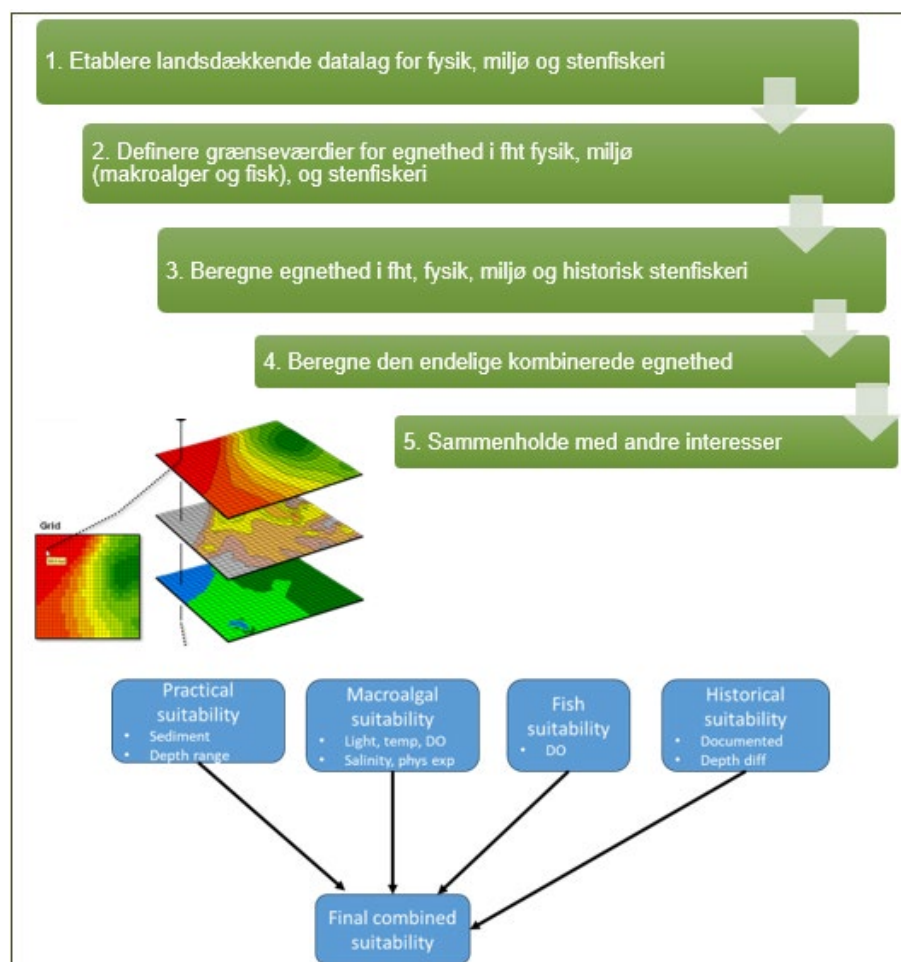 1. Etablere landsdækkende datalag for fysik, miljø og stenfiskeri
2. Definere grænseværdier for egnethed i fht fysik, miljø
(makroalger og fisk), og stenfiskeri
3. Beregne egnethed i fht, fysik, miljø og historisk stenfiskeri
4. Beregne den endelige kombinerede egnethed
5. Sammenholde med andre interesser
Grid
Practical
suitability
• Sediment
• Depth range
Macroalgal
suitability
• Light, temp, DO
• Salinity, phys exp
Fish
suitability
• DO
Historical
suitability
• Documented
• Depth diff
Final combined
suitability